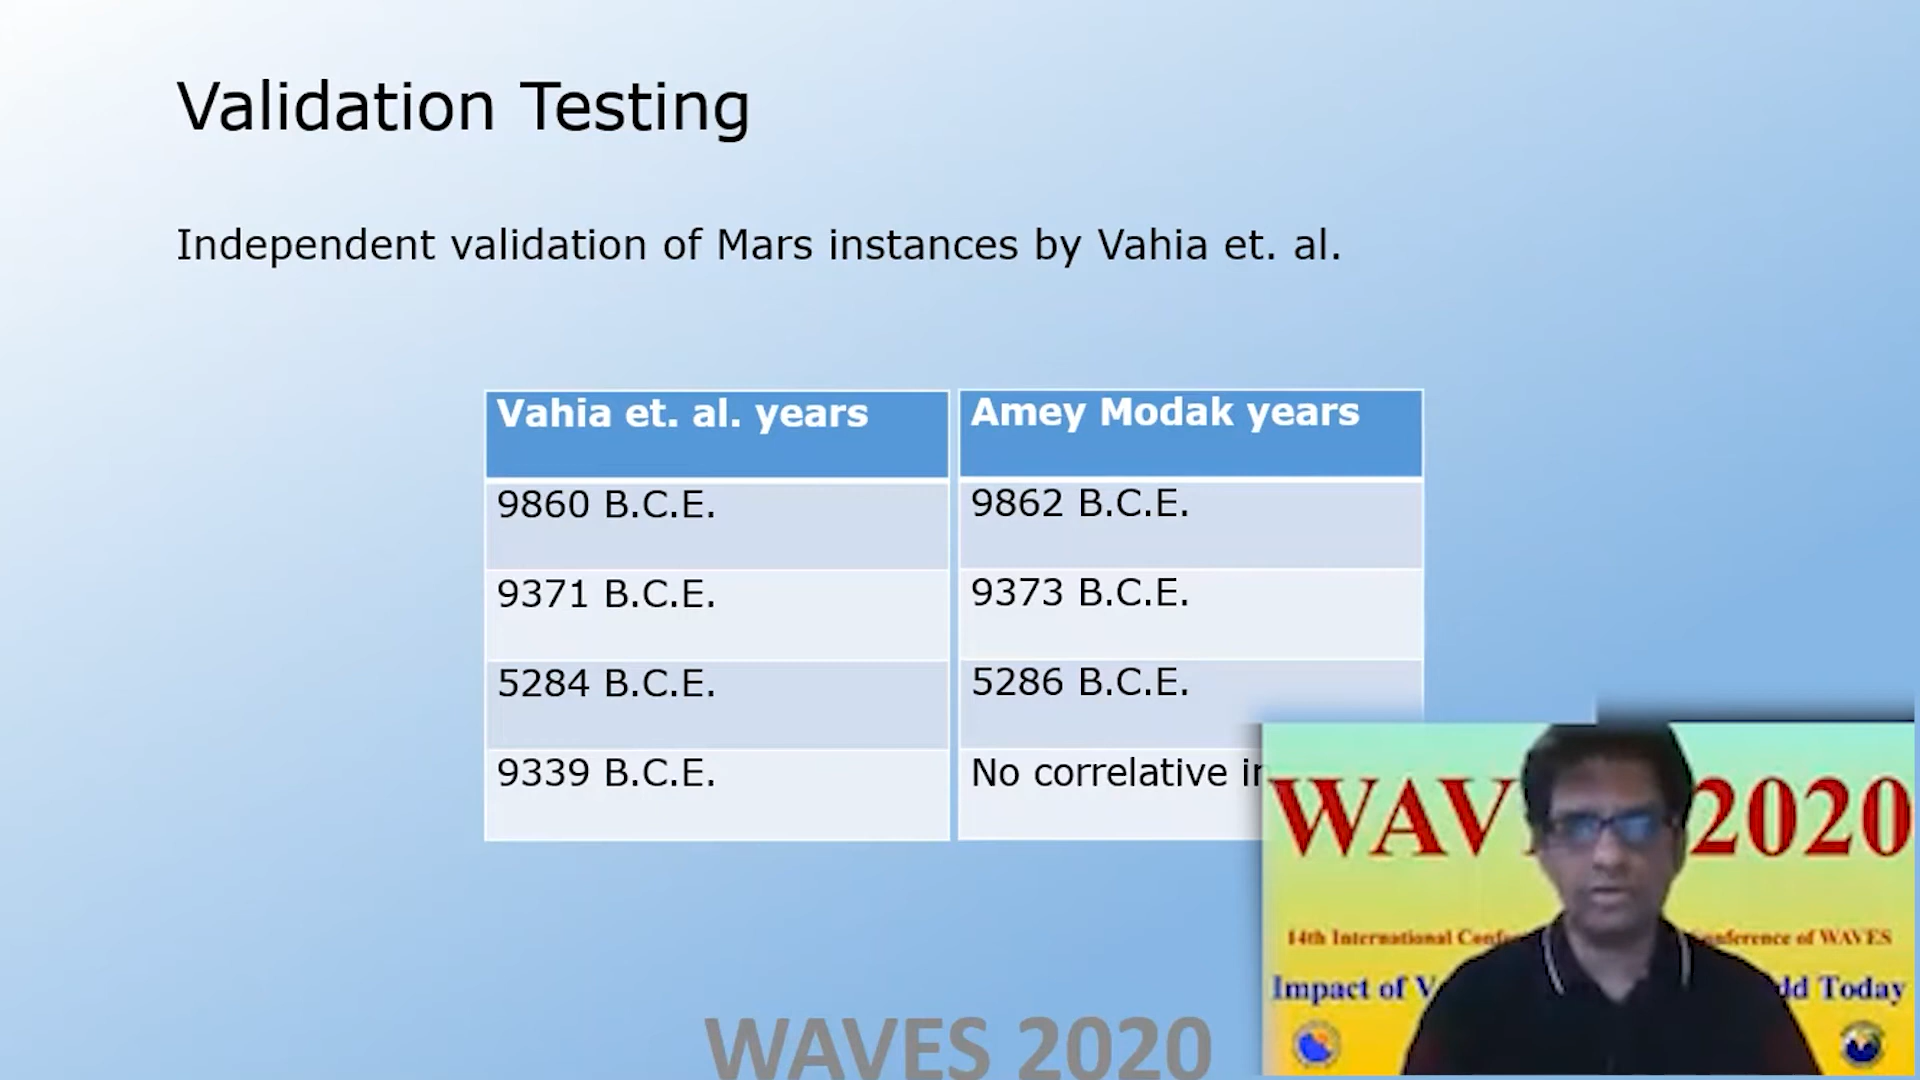 Validation Testing
Independent validation of Mars instances by Vahia et. al.
Vahia et. al. years Amey Modak years
9860 B.C.E. 9862 B.C.E.
9371 B.C.E. 9373 B.C.E.
5284 B.C.E. 5286 B.C.E.
9339 B.C.E. No correlative
2020
14th International
of WAVES
Impact of
Today
WAVES 2020